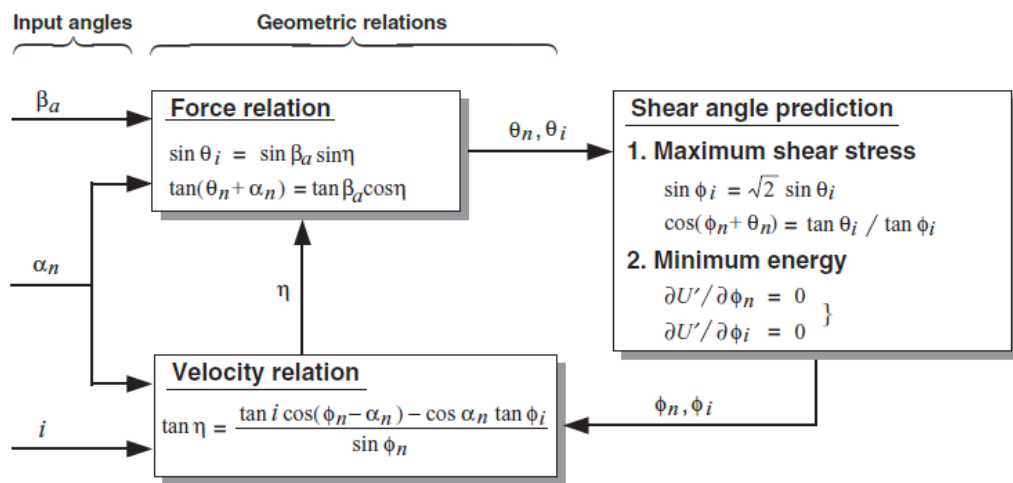 Input angles
Geometric relations
βa
Force relation
sin θi = sin βa sinη
tan(θn + αn) = tan βa cosη
θn, θi
Shear angle prediction
1. Maximum shear stress
sin ϕi = √2 sin θi
cos(ϕn + θn) = tan θi / tan ϕi
2. Minimum energy
∂U′/∂ϕn = 0
∂U′/∂ϕi = 0 }
αn
η
Velocity relation
tan η = tan i cos(ϕn − αn) − cos αn tan ϕi
sin ϕn
i
ϕn, ϕi